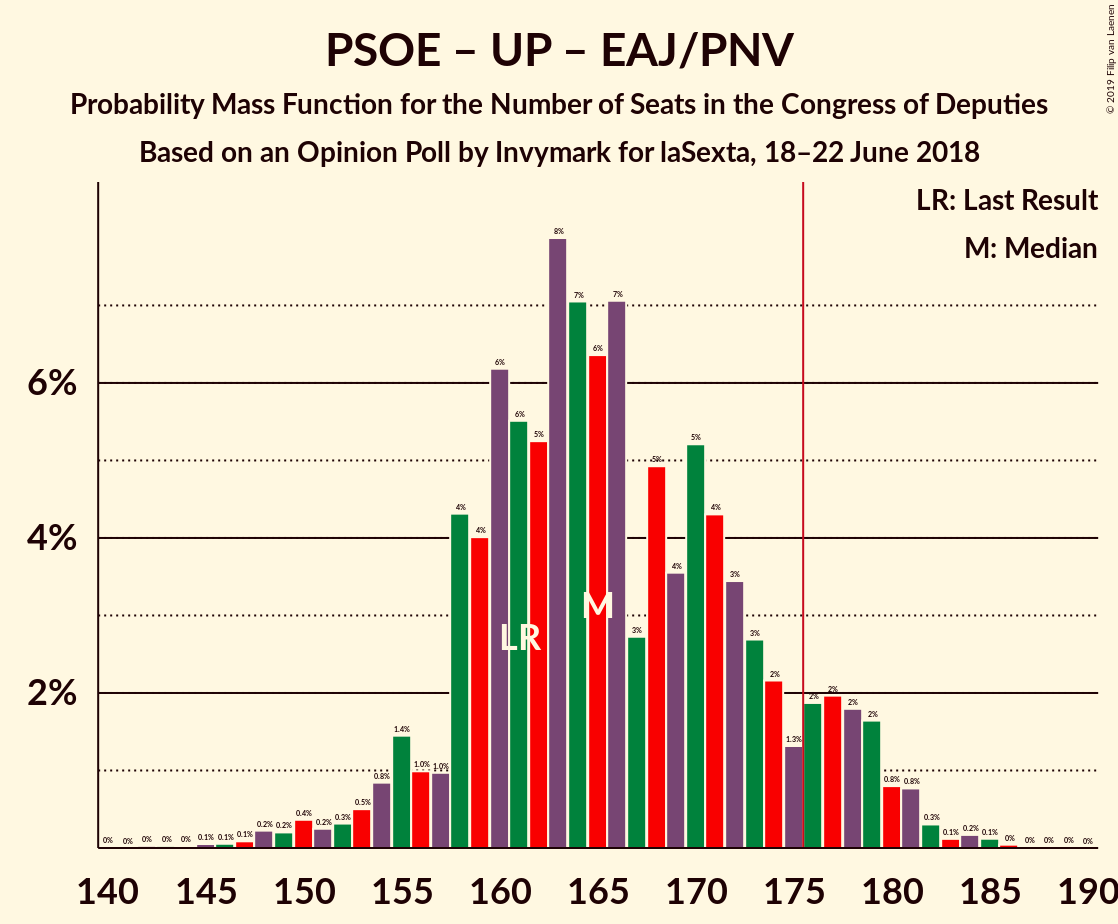 PSOE – UP – EAJ/PNV
Probability Mass Function for the Number of Seats in the Congress of Deputies
Based on an Opinion Poll by Invymark for laSexta, 18–22 June 2018
© 2019 Filip van Laenen
LR: Last Result
M: Median
6%
4%
2%
0% 0% 0% 0% 0% 0.1% 0.1% 0.1% 0.2% 0.2% 0.4% 0.2% 0.3% 0.5% 0.8% 1.4% 1.0% 1.0% 4% 4% 6% 6% 5% 8% 7% 6% 7% 3% 5% 4% 5% 4% 3% 3% 2% 1.3% 2% 2% 2% 2% 0.8% 0.8% 0.3% 0.1% 0.2% 0.1% 0% 0% 0% 0% 0%
LR
M
140 145 150 155 160 165 170 175 180 185 190